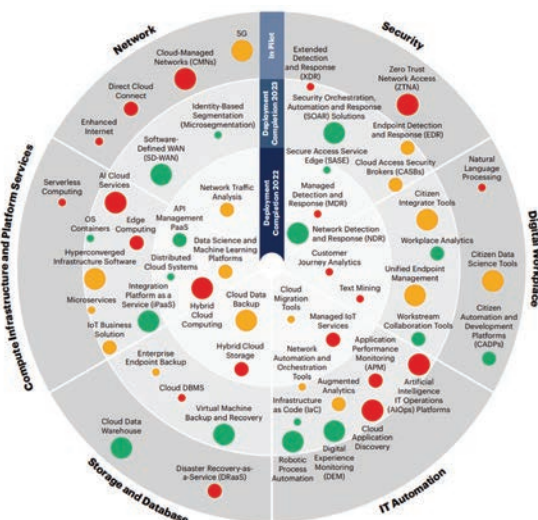 Network
Security
Digital Workplace
IT Automation
Storage and Database
Compute Infrastructure and Platform Services
In Pilot
Deployment
Completion 2023
Deployment
Completion 2022
5G
Cloud-Managed
Networks (CMNs)
Direct Cloud
Connect
Enhanced
Internet
Identity-Based
Segmentation
(Microsegmentation)
Software-
Defined WAN
(SD-WAN)
Network Traffic
Analysis
Extended
Detection
and Response
(XDR)
Zero Trust
Network Access
(ZTNA)
Security Orchestration,
Automation and Response
(SOAR) Solutions
Endpoint Detection
and Response (EDR)
Secure Access Service
Edge (SASE)
Cloud Access Security
Brokers (CASBs)
Managed
Detection and
Response (MDR)
Network Detection
and Response (NDR)
Natural
Language
Processing
Citizen
Integrator Tools
Workplace Analytics
Citizen Data
Science Tools
Customer
Journey Analytics
Unified Endpoint
Management
Text Mining
Workstream
Collaboration Tools
Citizen
Automation and
Development
Platforms
(CADPs)
Serverless
Computing
AI Cloud
Services
OS
Containers
Edge
Computing
API
Management
PaaS
Hyperconverged
Infrastructure Software
Distributed
Cloud Systems
Data Science and
Machine Learning
Platforms
Microservices
Integration
Platform as a
Service (iPaaS)
Hybrid
Cloud
Computing
IoT Business
Solution
Cloud Data
Backup
Hybrid Cloud
Storage
Enterprise
Endpoint Backup
Cloud DBMS
Virtual Machine
Backup and Recovery
Cloud Data
Warehouse
Disaster Recovery-as-
a-Service (DRaaS)
Cloud
Migration
Tools
Managed IoT
Services
Network
Automation and
Orchestration
Tools
Application
Performance
Monitoring
(APM)
Augmented
Analytics
Artificial
Intelligence
IT Operations
(AIOps) Platforms
Infrastructure
as Code (IaC)
Cloud
Application
Discovery
Robotic
Process
Automation
Digital
Experience
Monitoring (DEM)